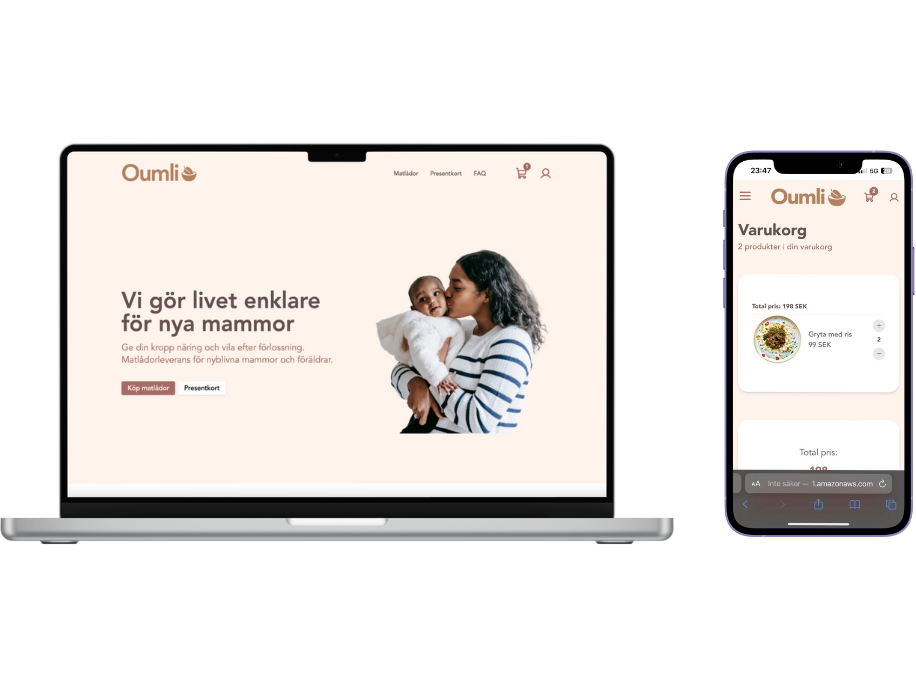 Oumli
Matlådor Presentkort FAQ
1
Vi gör livet enklare
för nya mammor
Ge din kropp näring och vila efter förlossning.
Matlådorleverans för nyblivna mammor och föräldrar.
Köp matlådor Presentkort
23:47
5G
Oumli
2
Varukorg
2 produkter i din varukorg
Total pris: 198 SEK
Gryta med ris
99 SEK
+
2
−
Total pris:
198
AA Inte säker — 1.amazonaws.com